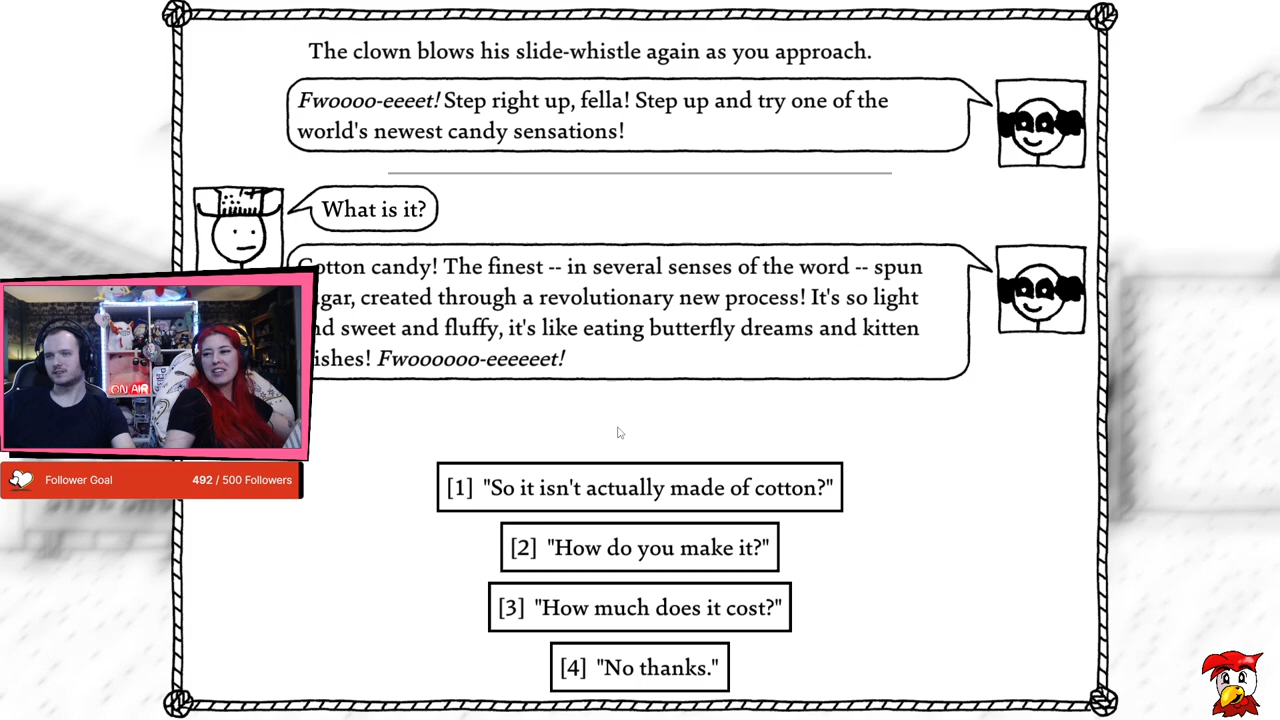 The clown blows his slide-whistle again as you approach.
Fwoooo-eeeet! Step right up, fella! Step up and try one of the
world's newest candy sensations!
What is it?
Cotton candy! The finest -- in several senses of the word -- spun
gar, created through a revolutionary new process! It's so light
nd sweet and fluffy, it's like eating butterfly dreams and kitten
ishes! Fwoooooo-eeeeeet!
ON AIR
Follower Goal 492 / 500 Followers
[1] "So it isn't actually made of cotton?"
[2] "How do you make it?"
[3] "How much does it cost?"
[4] "No thanks."